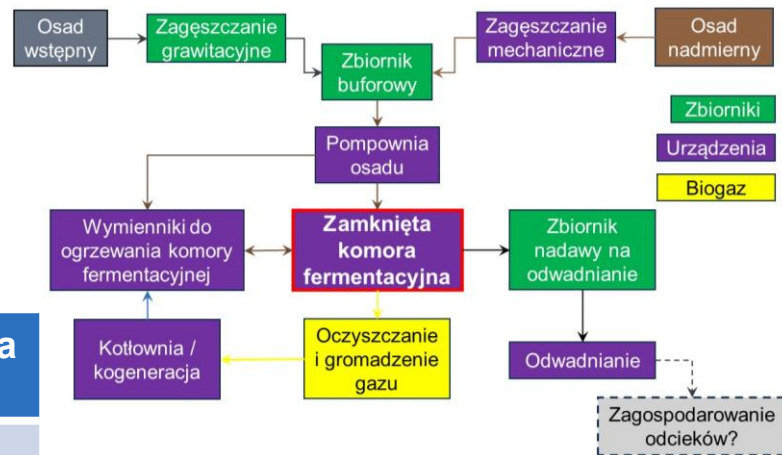 Osad
wstępny
Zagęszczanie
grawitacyjne
Zbiornik
buforowy
Zagęszczanie
mechaniczne
Osad
nadmierny
Zbiorniki
Urządzenia
Biogaz
Pompownia
osadu
Wymienniki do
ogrzewania komory
fermentacyjnej
Zamknięta
komora
fermentacyjna
Zbiornik
nadawy na
odwadnianie
a
Kotłownia /
kogeneracja
Oczyszczanie
i gromadzenie
gazu
Odwadnianie
Zagospodarowanie
odcieków?